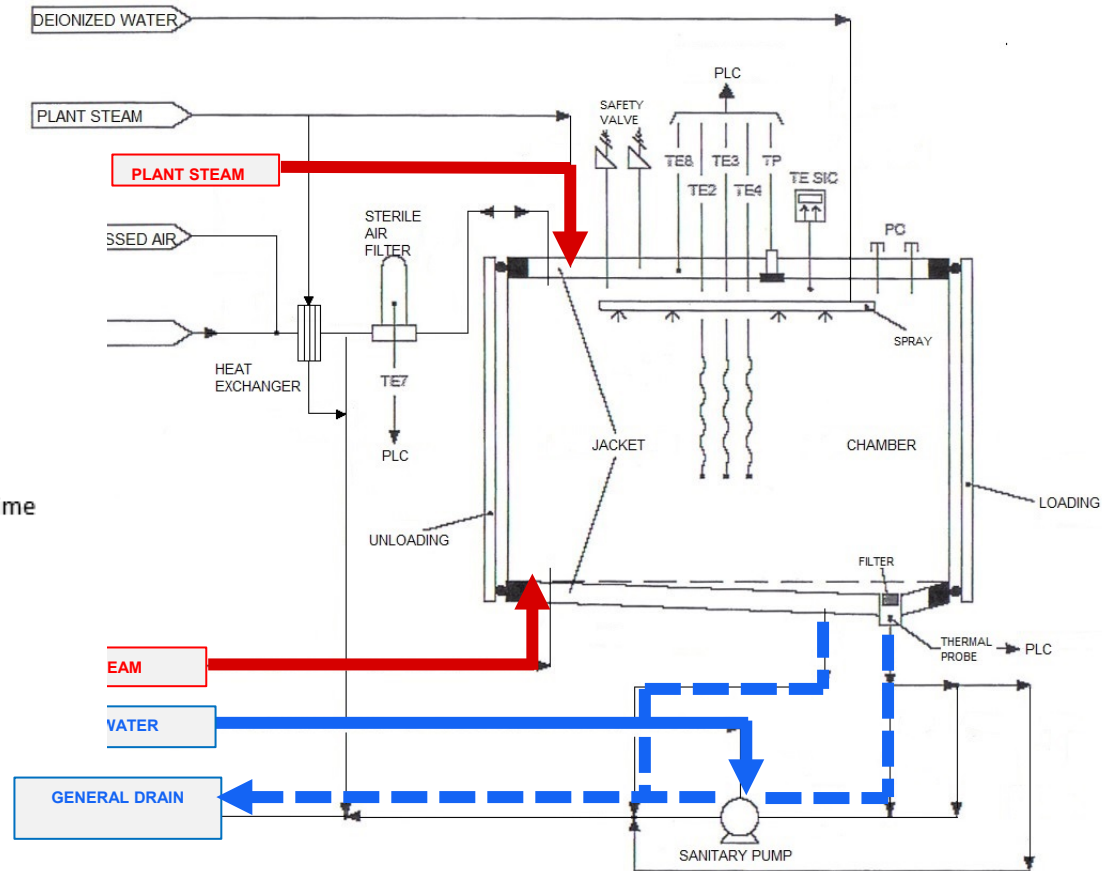 DEIONIZED WATER
PLC
PLANT STEAM
SAFETY
VALVE
PLANT STEAM
TE8
TE3
TP
TE2
TE4
TE SIC
STERILE
AIR
FILTER
PC
SSED AIR
SPRAY
HEAT
EXCHANGER
TE7
JACKET
CHAMBER
PLC
me
LOADING
UNLOADING
FILTER
THERMAL
PROBE
PLC
EAM
WATER
GENERAL DRAIN
SANITARY PUMP